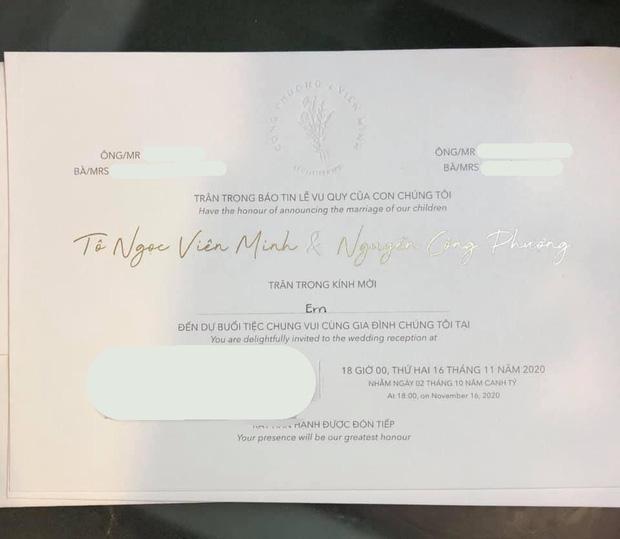 CÔNG PHƯỢNG & VIÊN MINH
ÔNG/MR
BÀ/MRS
ÔNG/MR
BÀ/MRS
TRÂN TRỌNG BÁO TIN LỄ VU QUY CỦA CON CHÚNG TÔI
Have the honour of announcing the marriage of our children
Tô Ngọc Viên Minh & Nguyễn Công Phượng
TRÂN TRỌNG KÍNH MỜI
Em
ĐẾN DỰ BUỔI TIỆC CHUNG VUI CÙNG GIA ĐÌNH CHÚNG TÔI TẠI
You are delightfully invited to the wedding reception at
18 GIỜ 00, THỨ HAI 16 THÁNG 11 NĂM 2020
NHẰM NGÀY 02 THÁNG 10 NĂM CANH TÝ
At 18:00, on November 16, 2020
HẠNH ĐƯỢC ĐÓN TIẾP
Your presence will be our greatest honour